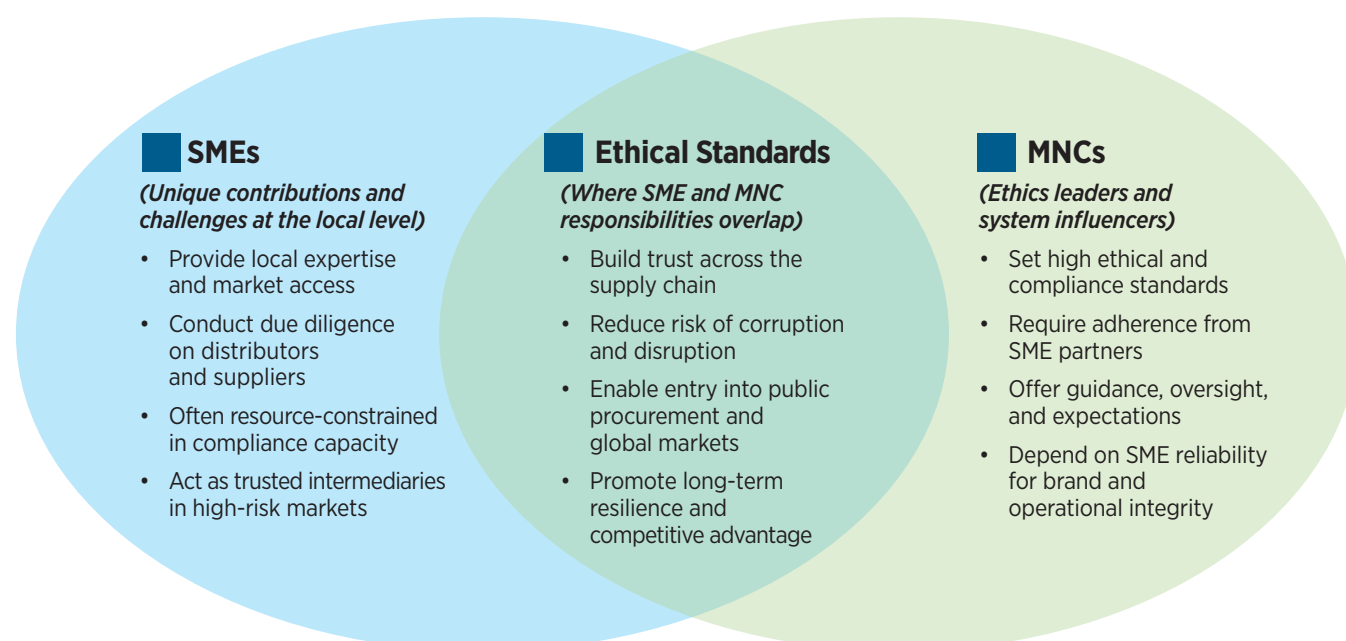 SMEs
(Unique contributions and
challenges at the local level)
• Provide local expertise
and market access
• Conduct due diligence
on distributors
and suppliers
• Often resource-constrained
in compliance capacity
• Act as trusted intermediaries
in high-risk markets
Ethical Standards
(Where SME and MNC
responsibilities overlap)
• Build trust across the
supply chain
• Reduce risk of corruption
and disruption
• Enable entry into public
procurement and
global markets
• Promote long-term
resilience and
competitive advantage
MNCs
(Ethics leaders and
system influencers)
• Set high ethical and
compliance standards
• Require adherence from
SME partners
• Offer guidance, oversight,
and expectations
• Depend on SME reliability
for brand and
operational integrity